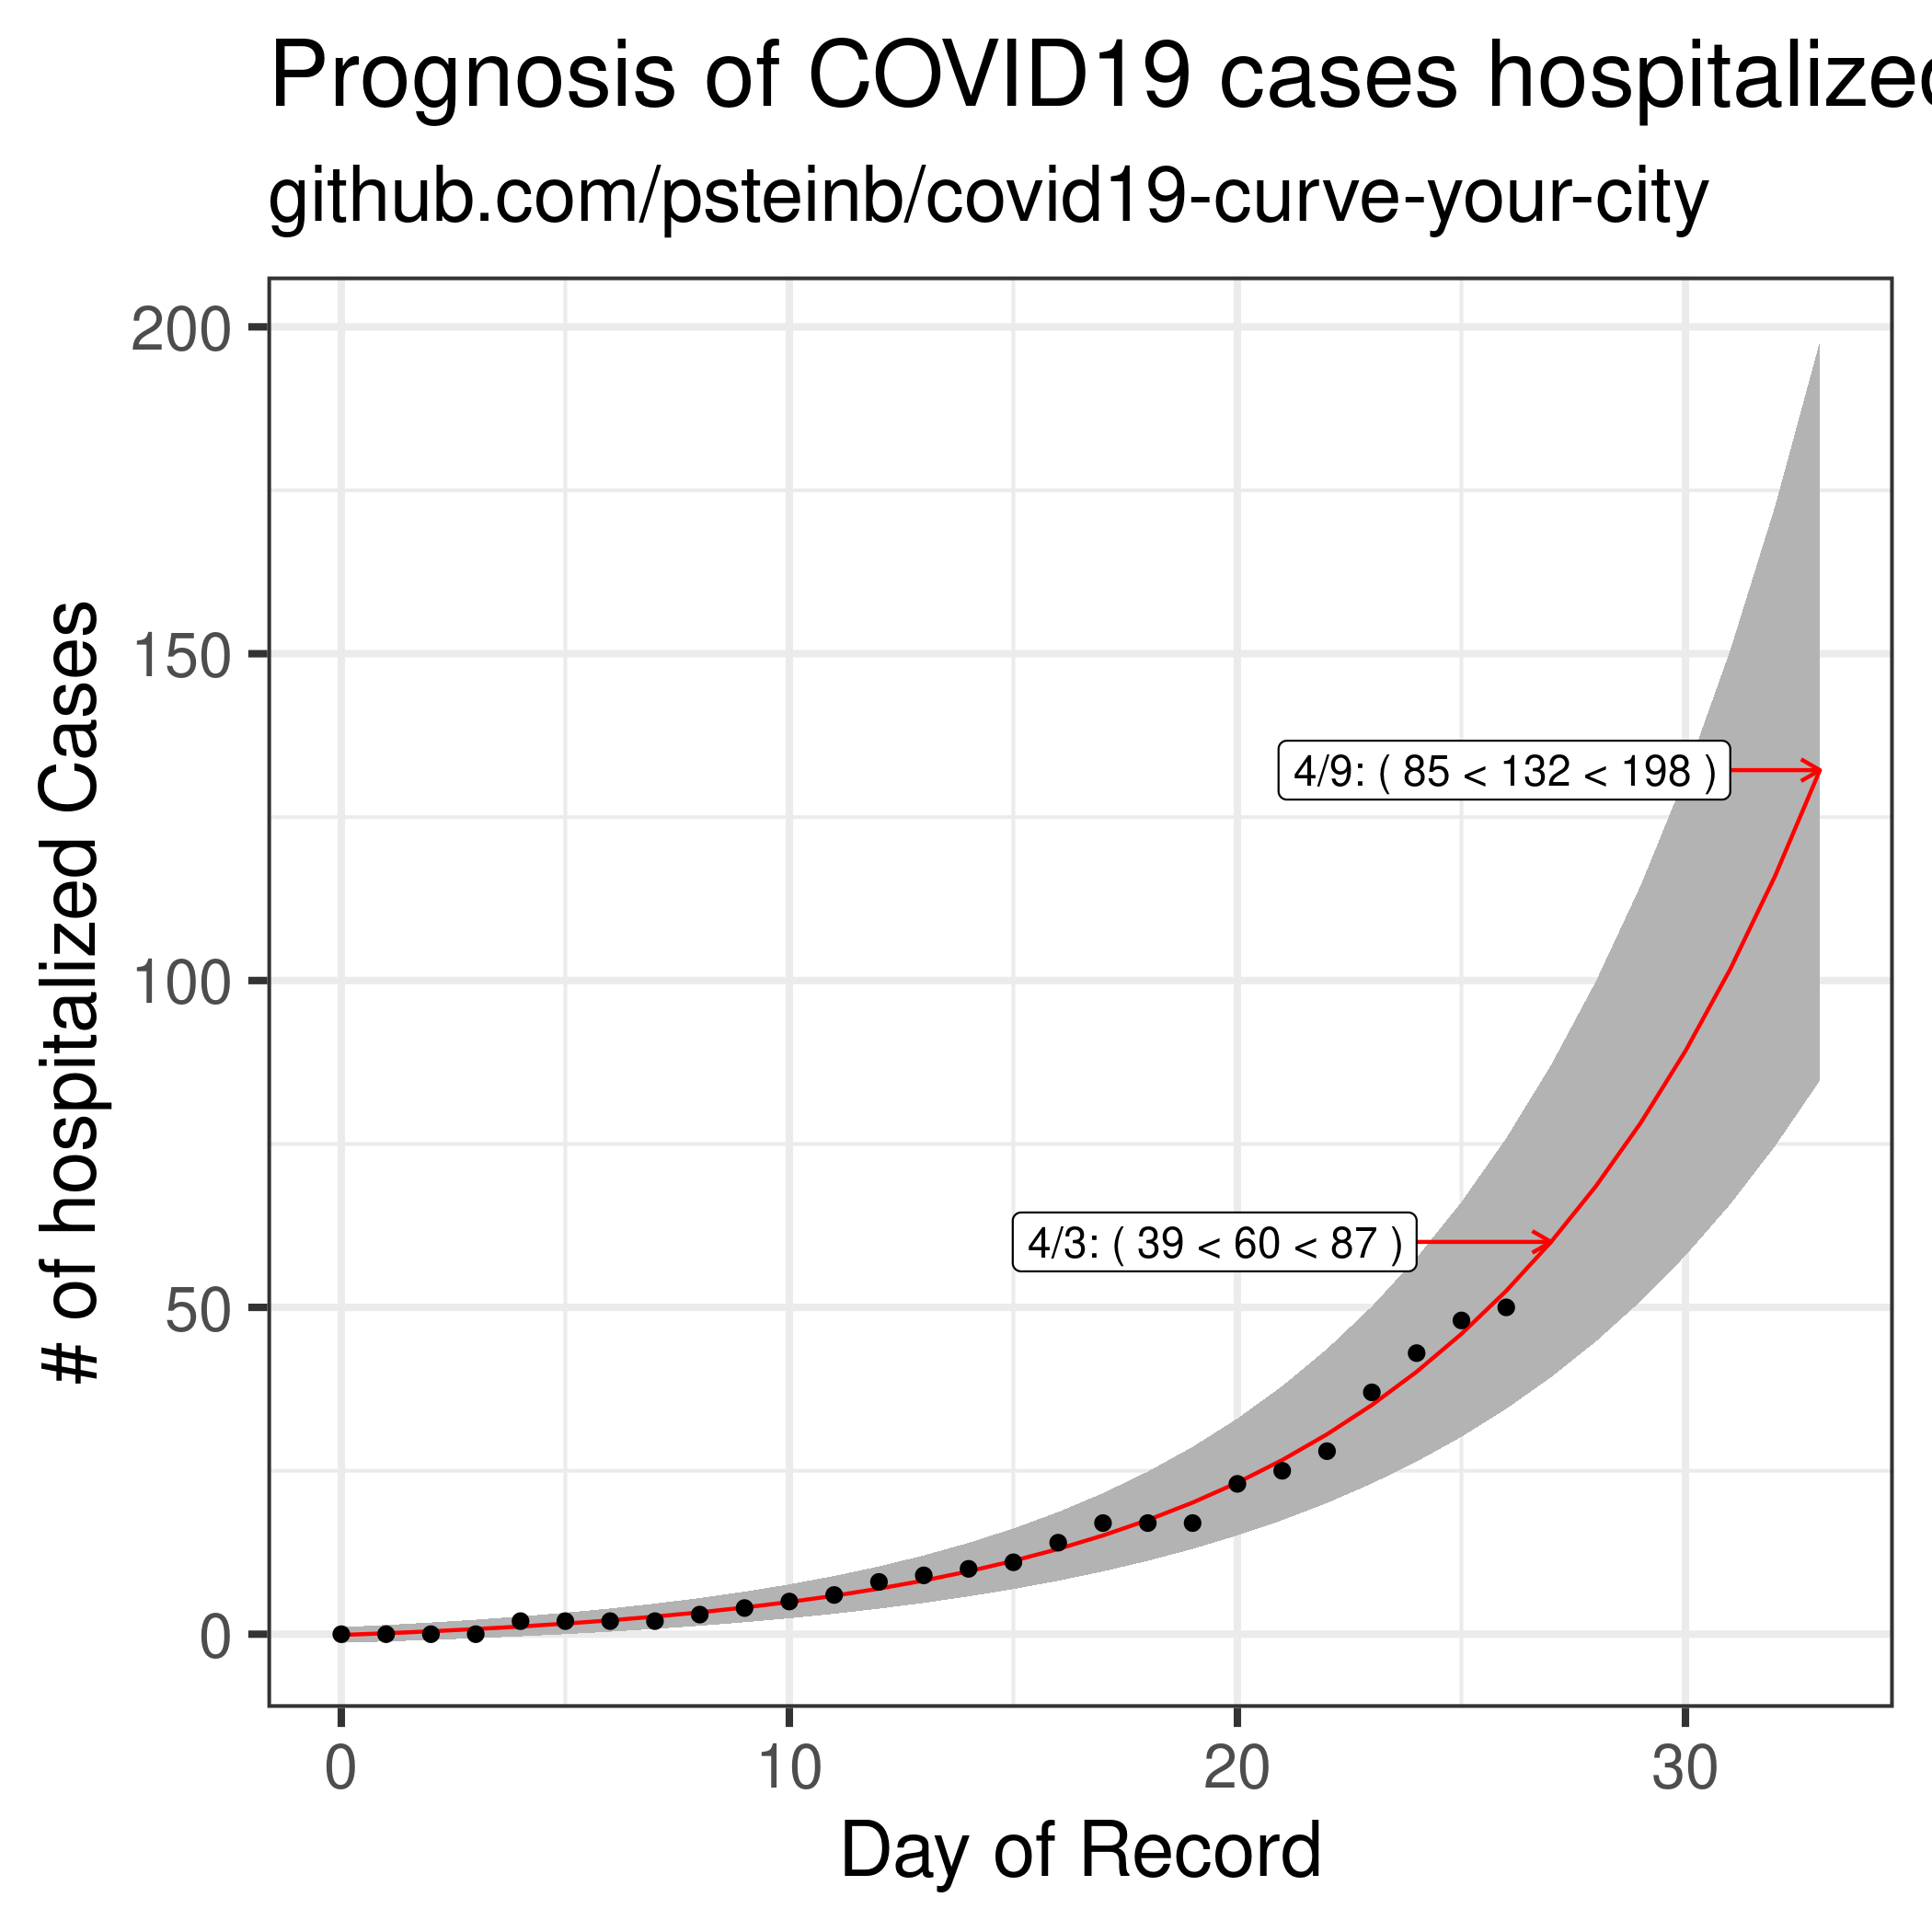 Prognosis of COVID19 cases hospitalized
github.com/psteinb/covid19-curve-your-city
# of hospitalized Cases
200
150
100
50
0
4/9: ( 85 < 132 < 198 )
4/3: ( 39 < 60 < 87 )
0 10 20 30
Day of Record